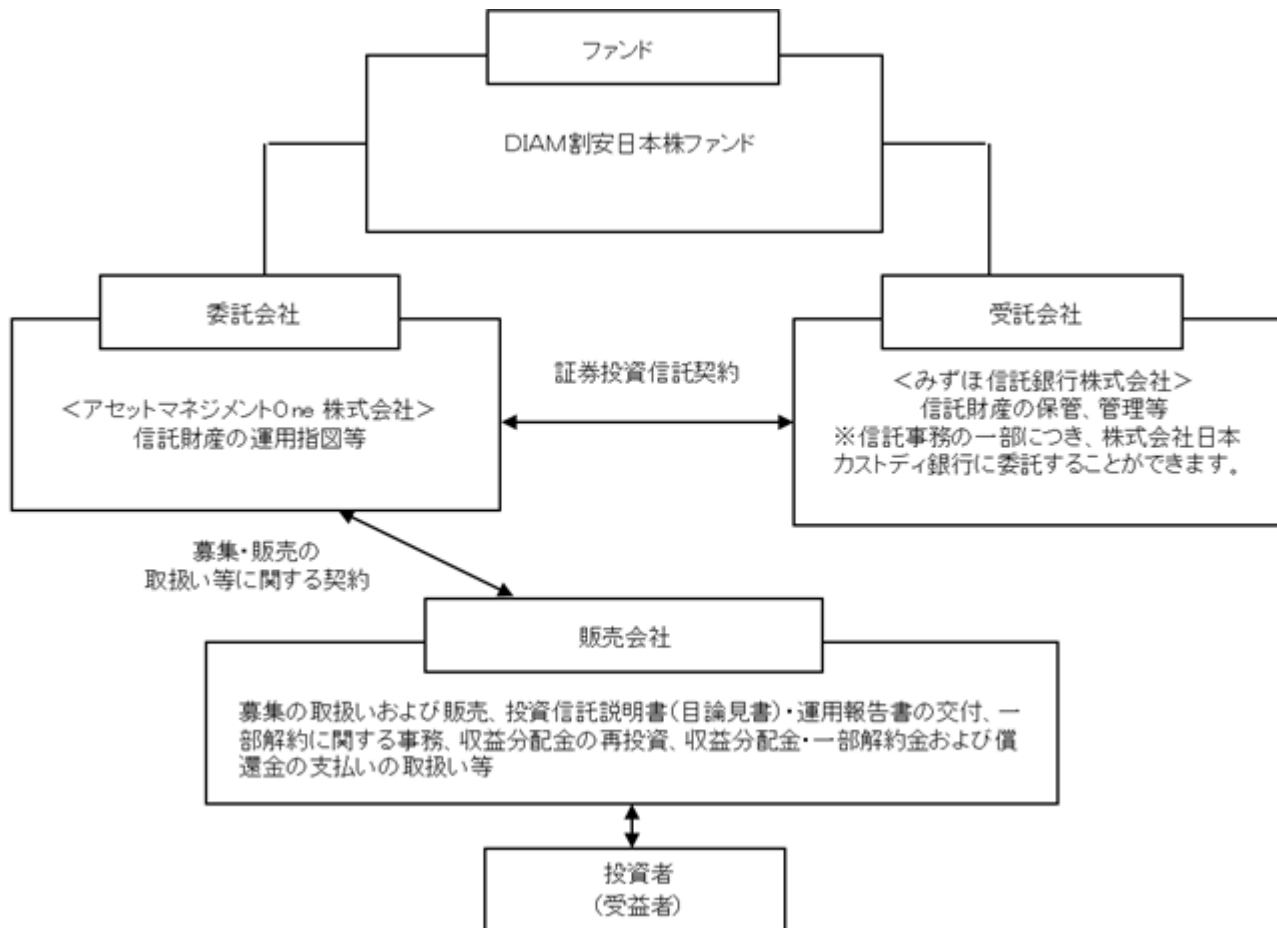 ファンド
DIAM割安日本株ファンド
委託会社
<アセットマネジメントOne 株式会社>
信託財産の運用指図等
証券投資信託契約
受託会社
<みずほ信託銀行株式会社>
信託財産の保管、管理等
※信託事務の一部につき、株式会社日本
カストディ銀行に委託することができます。
募集・販売の
取扱い等に関する契約
販売会社
募集の取扱いおよび販売、投資信託説明書(目論見書)・運用報告書の交付、一
部解約に関する事務、収益分配金の再投資、収益分配金・一部解約金および償
還金の支払いの取扱い等
投資者
(受益者)